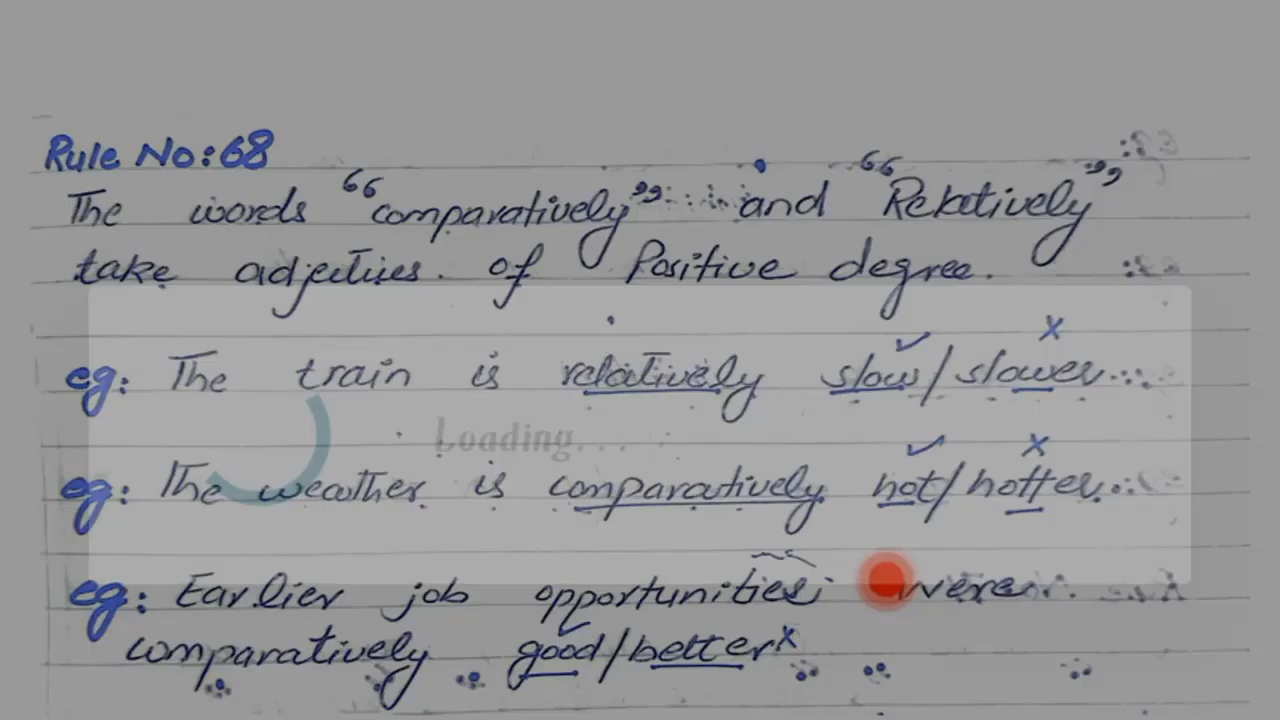 Rule No:68
The words "comparatively" and "Relatively"
take adjectives. of Positive degree.
eg: The train is relatively slow/slower
Loading...
eg: The weather is comparatively hot/hotter.
eg: Earlier job opportunities were
comparatively good/better